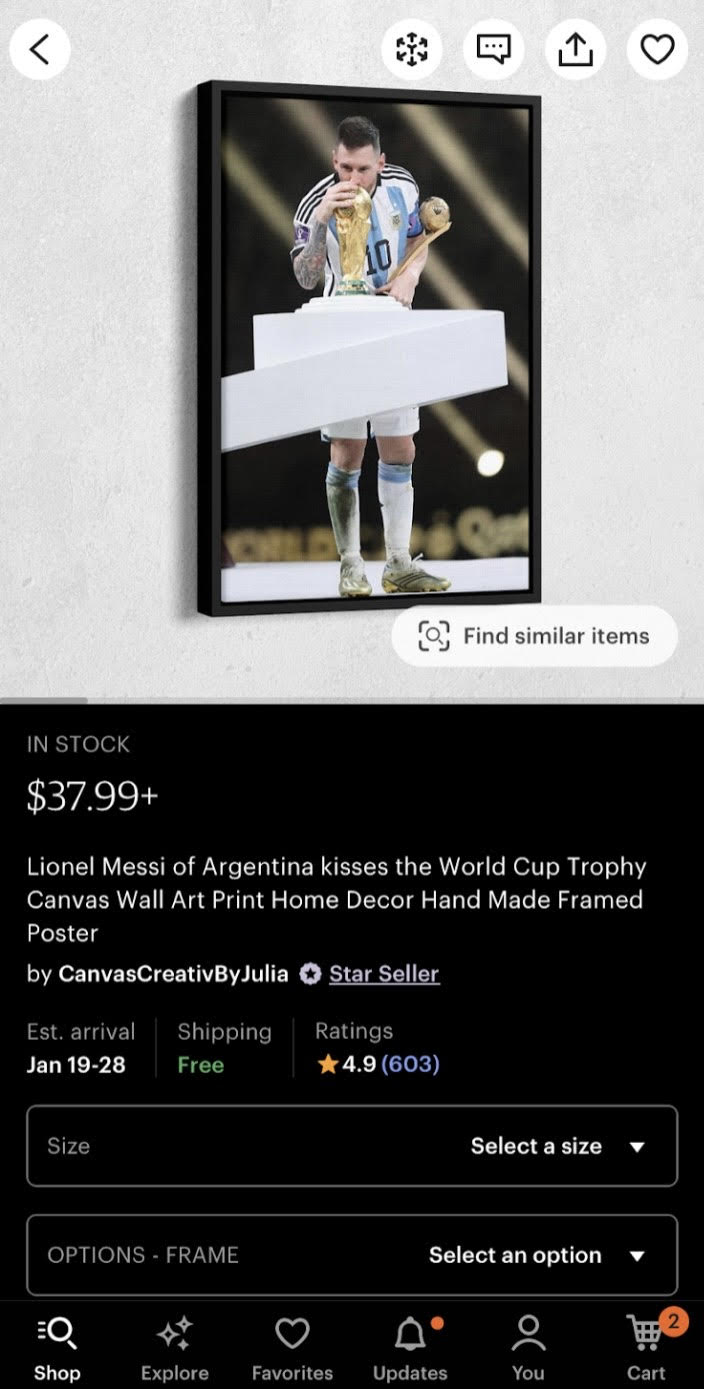 10
Find similar items
IN STOCK
$37.99+
Lionel Messi of Argentina kisses the World Cup Trophy
Canvas Wall Art Print Home Decor Hand Made Framed
Poster
by CanvasCreativByJulia Star Seller
Est. arrival Shipping Ratings
Jan 19-28 Free 4.9 (603)
Size Select a size
OPTIONS - FRAME Select an option
2
Shop Explore Favorites Updates You Cart